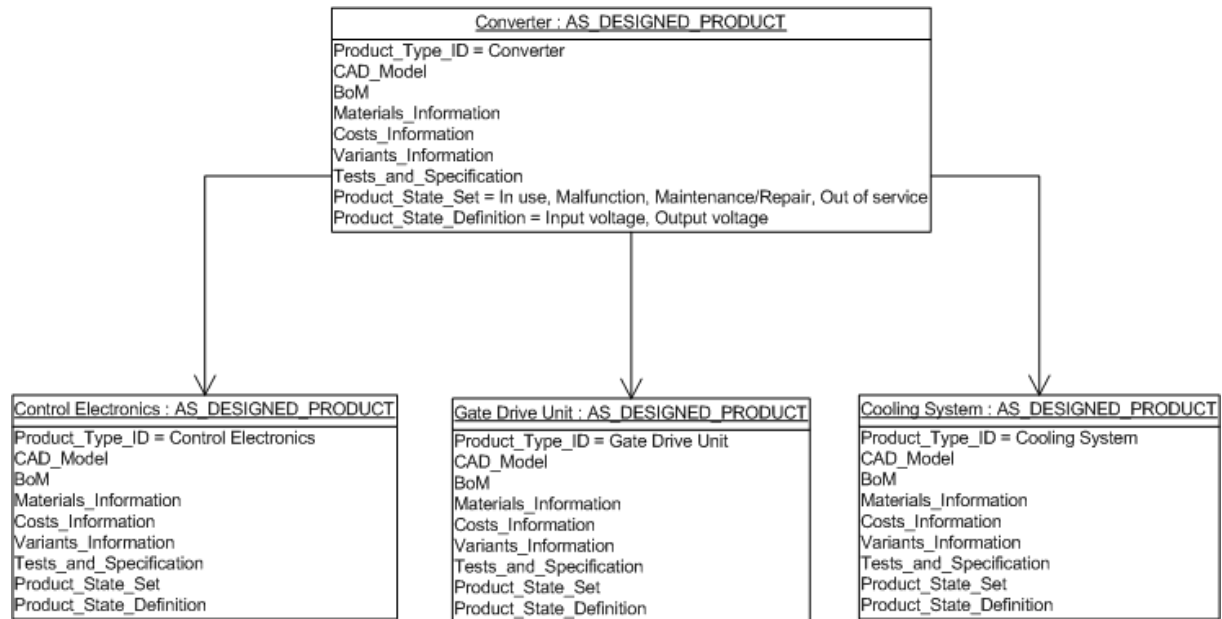 Converter : AS_DESIGNED_PRODUCT
Product_Type_ID = Converter
CAD_Model
BoM
Materials_Information
Costs_Information
Variants_Information
Tests_and_Specification
Product_State_Set = In use, Malfunction, Maintenance/Repair, Out of service
Product_State_Definition = Input voltage, Output voltage
Control Electronics : AS_DESIGNED_PRODUCT
Product_Type_ID = Control Electronics
CAD_Model
BoM
Materials_Information
Costs_Information
Variants_Information
Tests_and_Specification
Product_State_Set
Product_State_Definition
Gate Drive Unit : AS_DESIGNED_PRODUCT
Product_Type_ID = Gate Drive Unit
CAD_Model
BoM
Materials_Information
Costs_Information
Variants_Information
Tests_and_Specification
Product_State_Set
Product_State_Definition
Cooling System : AS_DESIGNED_PRODUCT
Product_Type_ID = Cooling System
CAD_Model
BoM
Materials_Information
Costs_Information
Variants_Information
Tests_and_Specification
Product_State_Set
Product_State_Definition